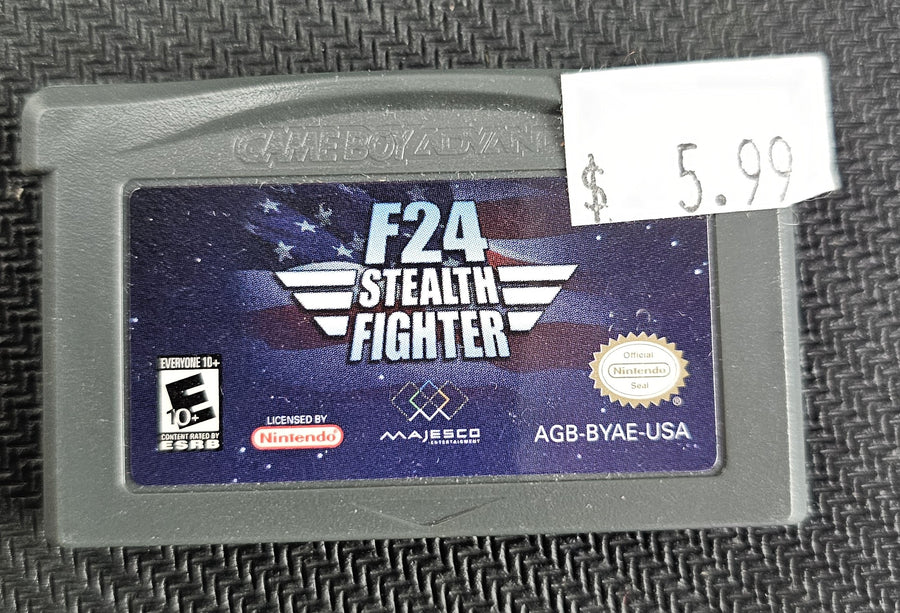 GAME BOY ADVAN
$ 5.99
F24
STEALTH
FIGHTER
EVERYONE 10+
E
10+
CONTENT RATED BY
ESRB
LICENSED BY
Nintendo
MAJESCO
ENTERTAINMENT
Official
Nintendo
Seal
®
AGB-BYAE-USA